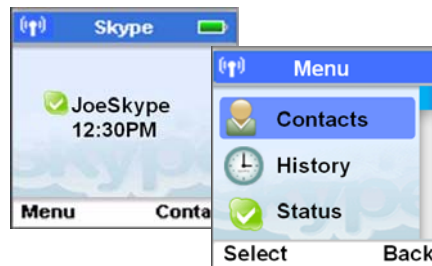 Skype
JoeSkype
12:30PM
Menu Conta
Menu
Contacts
History
Status
Select Back